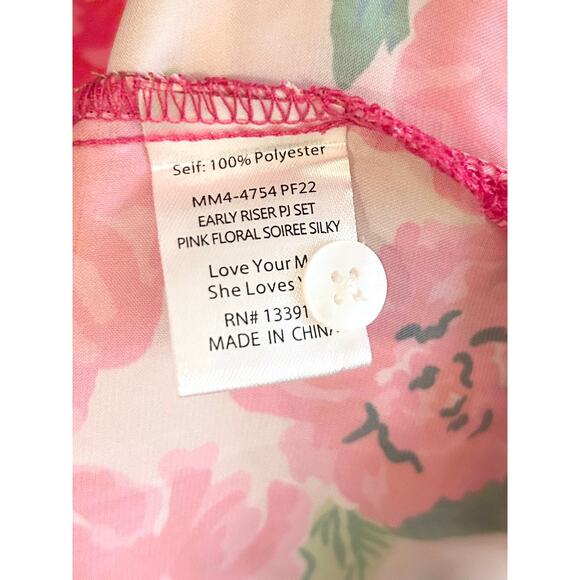 Seif: 100% Polyester
MM4-4754 PF22
EARLY RISER PJ SET
PINK FLORAL SOIREE SILKY
Love Your
She Loves
RN# 13391
MADE IN CHINA